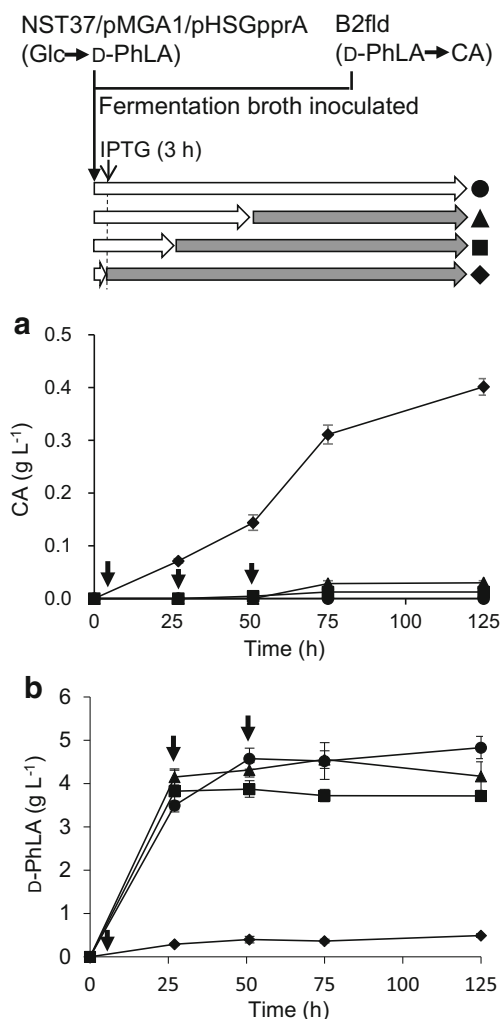 NST37/pMGA1/pHSGpprA B2fld
(Glc→D-PhLA) (D-PhLA→CA)
Fermentation broth inoculated
IPTG (3 h)
a
CA (g L-1)
0.5
0.4
0.3
0.2
0.1
0.0
0 25 50 75 100 125
Time (h)
b
D-PhLA (g L-1)
6
5
4
3
2
1
0
0 25 50 75 100 125
Time (h)